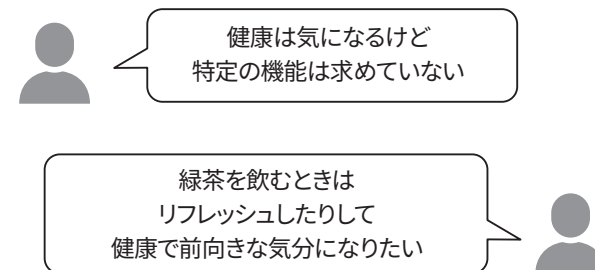 健康は気になるけど
特定の機能は求めていない
緑茶を飲むときは
リフレッシュしたりして
健康で前向きな気分になりたい